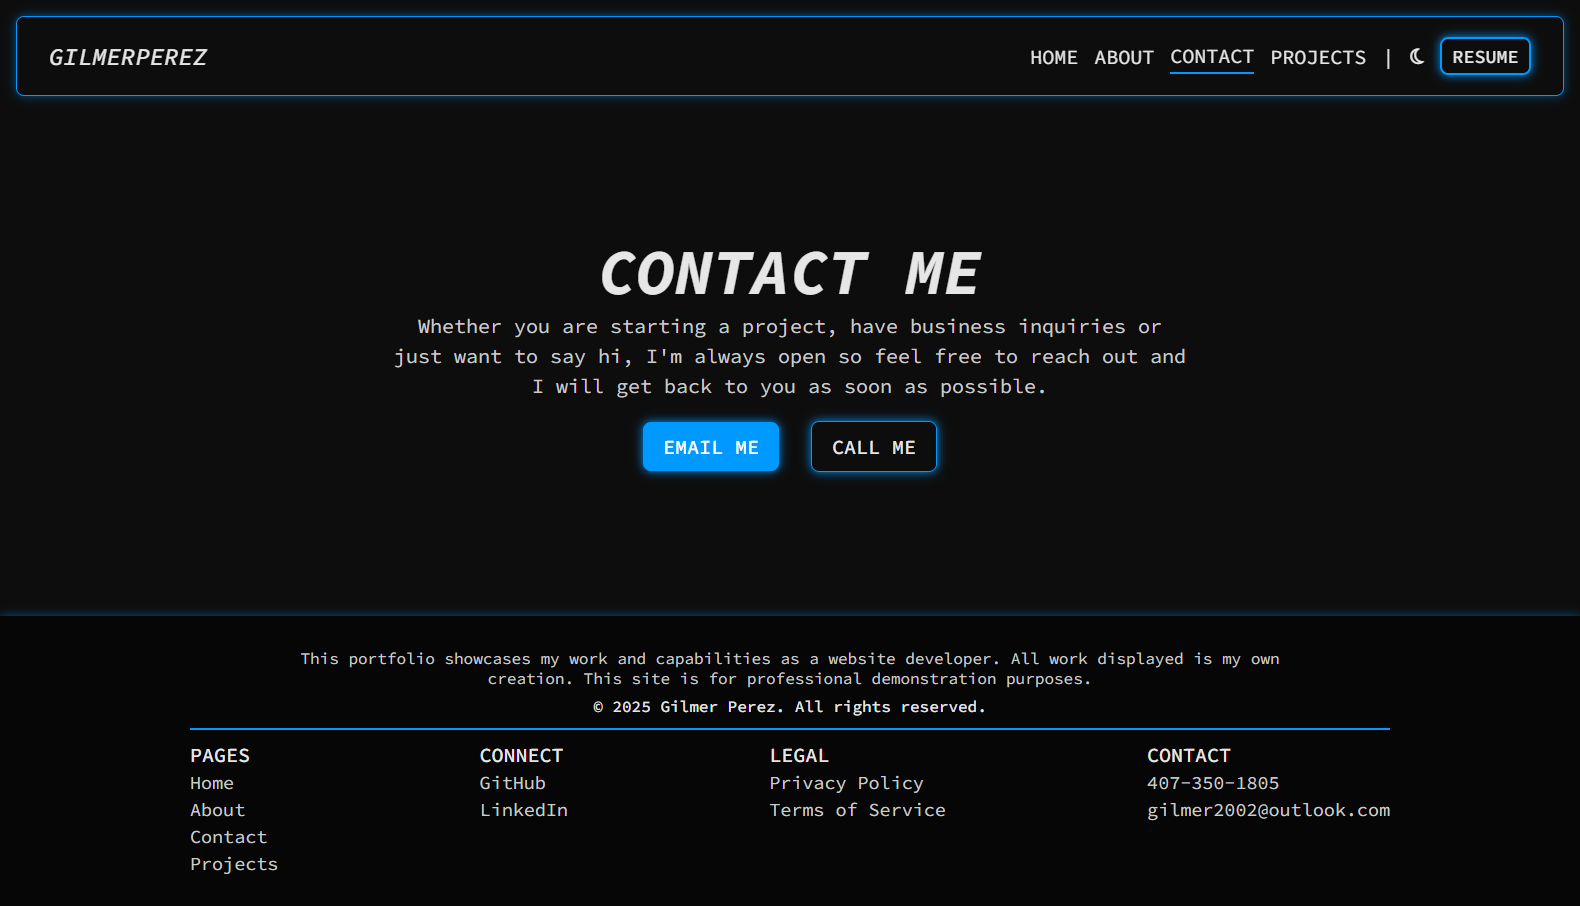 GILMERPEREZ
HOME ABOUT CONTACT PROJECTS | RESUME
CONTACT ME
Whether you are starting a project, have business inquiries or
just want to say hi, I'm always open so feel free to reach out and
I will get back to you as soon as possible.
EMAIL ME CALL ME
This portfolio showcases my work and capabilities as a website developer. All work displayed is my own
creation. This site is for professional demonstration purposes.
© 2025 Gilmer Perez. All rights reserved.
PAGES
Home
About
Contact
Projects
CONNECT
GitHub
LinkedIn
LEGAL
Privacy Policy
Terms of Service
CONTACT
407-350-1805
gilmer2002@outlook.com